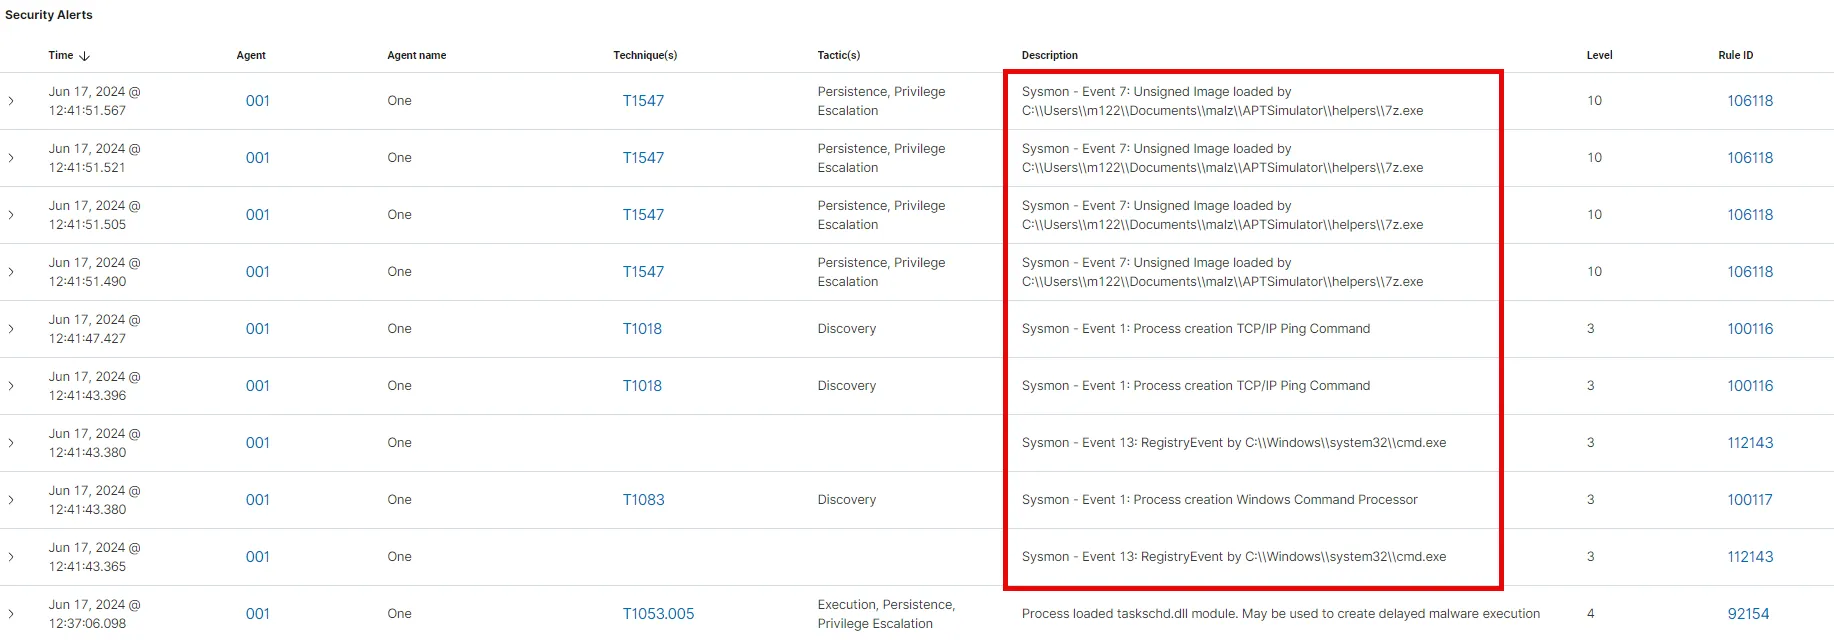 Security Alerts
Time Agent Agent name Technique(s) Tactic(s) Description Level Rule ID
Jun 17, 2024 @ 12:41:51.567 001 One T1547 Persistence, Privilege Escalation Sysmon - Event 7: Unsigned Image loaded by C:\\Users\\m122\\Documents\\malz\\APTSimulator\\helpers\\7z.exe 10 106118
Jun 17, 2024 @ 12:41:51.521 001 One T1547 Persistence, Privilege Escalation Sysmon - Event 7: Unsigned Image loaded by C:\\Users\\m122\\Documents\\malz\\APTSimulator\\helpers\\7z.exe 10 106118
Jun 17, 2024 @ 12:41:51.505 001 One T1547 Persistence, Privilege Escalation Sysmon - Event 7: Unsigned Image loaded by C:\\Users\\m122\\Documents\\malz\\APTSimulator\\helpers\\7z.exe 10 106118
Jun 17, 2024 @ 12:41:51.490 001 One T1547 Persistence, Privilege Escalation Sysmon - Event 7: Unsigned Image loaded by C:\\Users\\m122\\Documents\\malz\\APTSimulator\\helpers\\7z.exe 10 106118
Jun 17, 2024 @ 12:41:47.427 001 One T1018 Discovery Sysmon - Event 1: Process creation TCP/IP Ping Command 3 100116
Jun 17, 2024 @ 12:41:43.396 001 One T1018 Discovery Sysmon - Event 1: Process creation TCP/IP Ping Command 3 100116
Jun 17, 2024 @ 12:41:43.380 001 One Sysmon - Event 13: RegistryEvent by C:\\Windows\\system32\\cmd.exe 3 112143
Jun 17, 2024 @ 12:41:43.380 001 One T1083 Discovery Sysmon - Event 1: Process creation Windows Command Processor 3 100117
Jun 17, 2024 @ 12:41:43.365 001 One Sysmon - Event 13: RegistryEvent by C:\\Windows\\system32\\cmd.exe 3 112143
Jun 17, 2024 @ 12:37:06.098 001 One T1053.005 Execution, Persistence, Privilege Escalation Process loaded taskschd.dll module. May be used to create delayed malware execution 4 92154